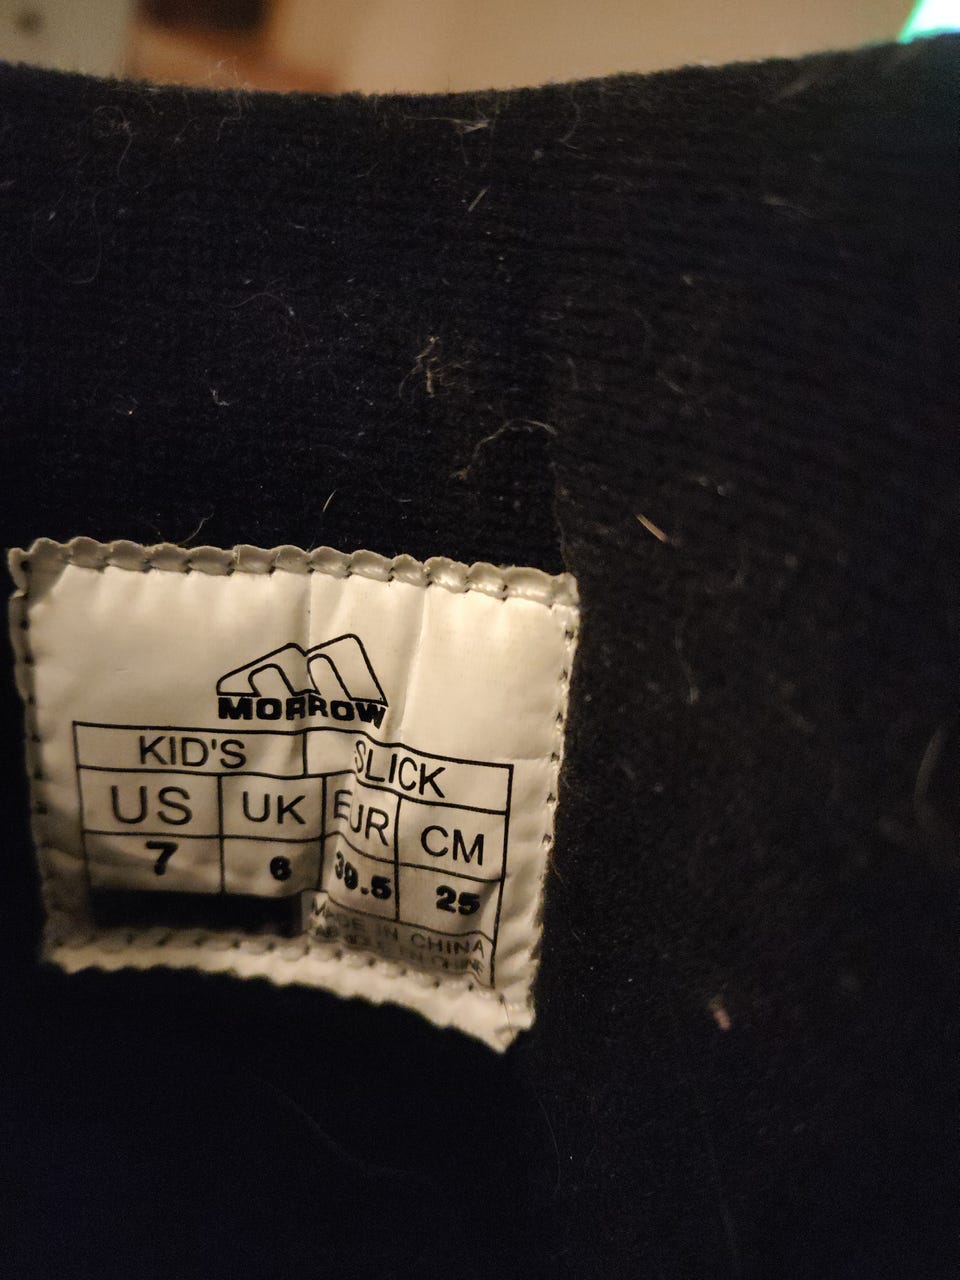 MORROW
KID'S SLICK
US UK EUR CM
7 6 39.5 25
MADE IN CHINA